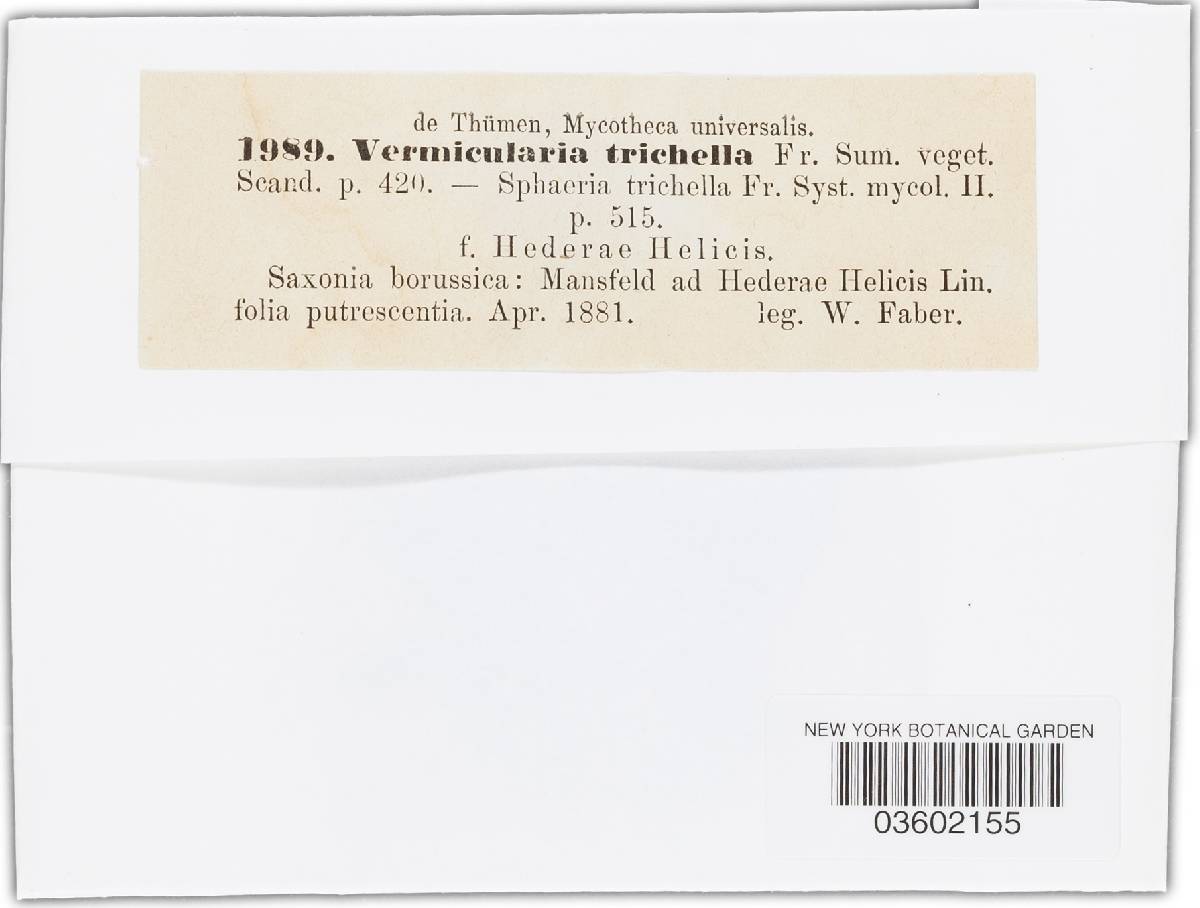 de Thümen, Mycotheca universalis.
1989. Vermicularia trichella Fr. Sum. veget.
Scand. p. 420. — Sphaeria trichella Fr. Syst. mycol. II.
p. 515.
f. Hederae Helicis.
Saxonia borussica: Mansfeld ad Hederae Helicis Lin.
folia putrescentia. Apr. 1881. leg. W. Faber.
NEW YORK BOTANICAL GARDEN
03602155